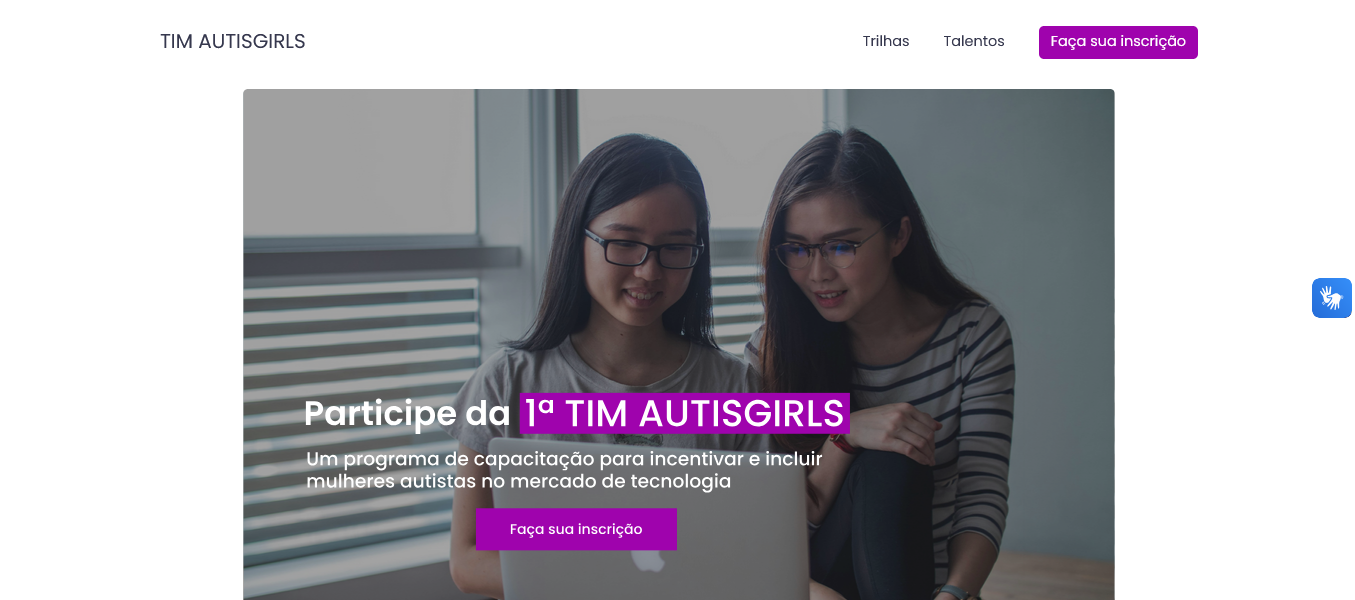 TIM AUTISGIRLS
Trilhas
Talentos
Faça sua inscrição
Participe da 1ª TIM AUTISGIRLS
Um programa de capacitação para incentivar e incluir
mulheres autistas no mercado de tecnologia
Faça sua inscrição